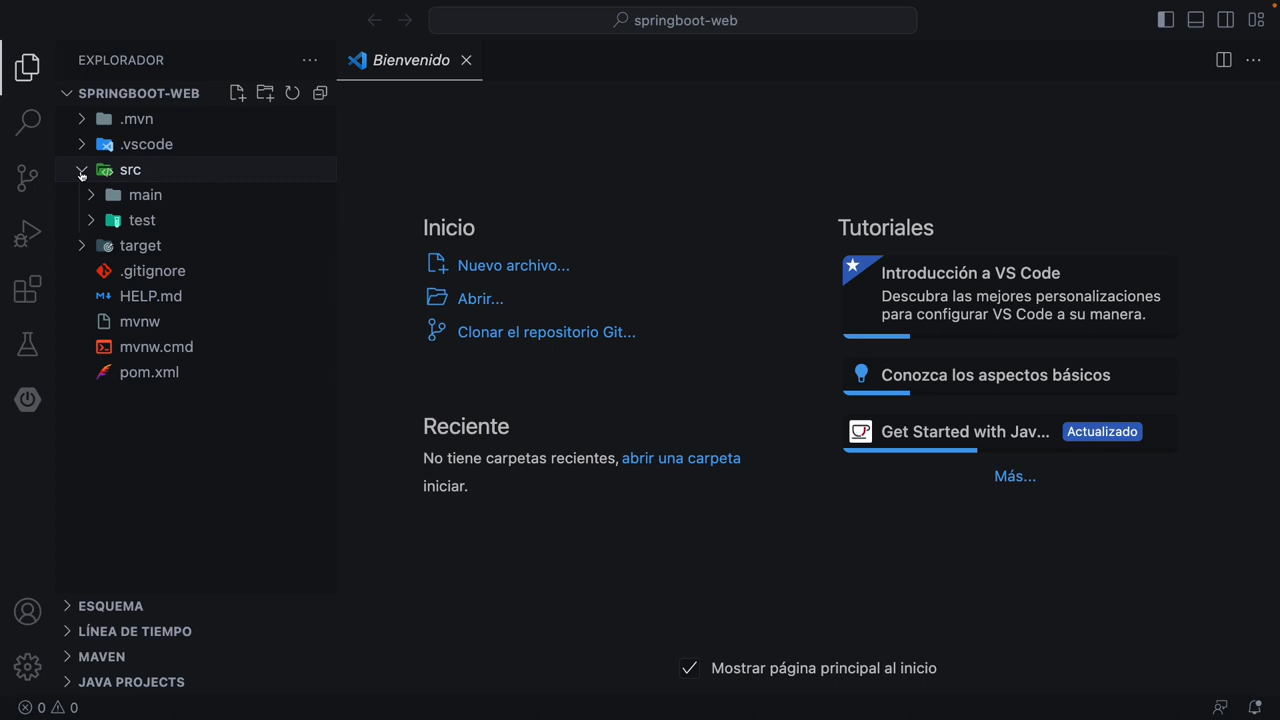 springboot-web
EXPLORADOR
Bienvenido
SPRINGBOOT-WEB
.mvn
.vscode
src
main
test
target
.gitignore
HELP.md
mvnw
mvnw.cmd
pom.xml
ESQUEMA
LÍNEA DE TIEMPO
MAVEN
JAVA PROJECTS
Inicio
Nuevo archivo...
Abrir...
Clonar el repositorio Git...
Reciente
No tiene carpetas recientes, abrir una carpeta
iniciar.
Tutoriales
Introducción a VS Code
Descubra las mejores personalizaciones
para configurar VS Code a su manera.
Conozca los aspectos básicos
Get Started with Jav... Actualizado
Más...
Mostrar página principal al inicio
0 0